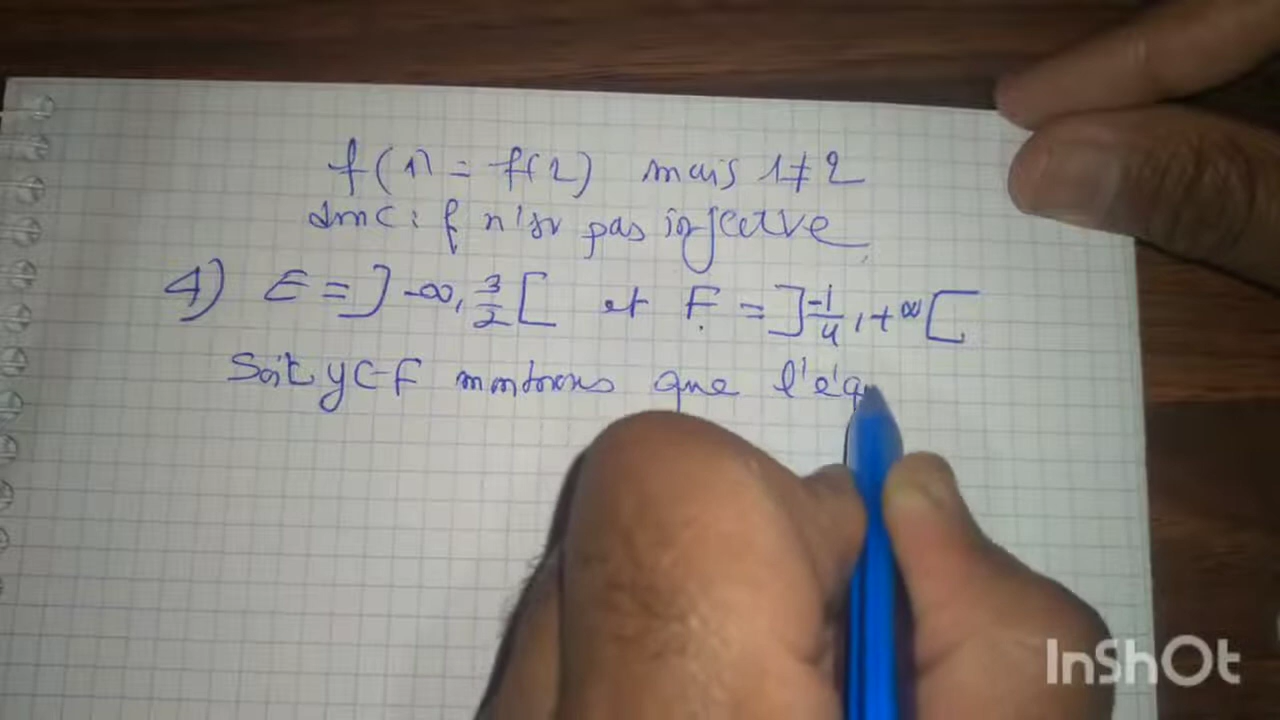 f(1) = f(2) mais 1≠2
donc : f n'est pas injective
4) E = ]-∞, 3/2 [ et F = ]-1/4, +∞ [
Soit y ∈ F montrons que l'équ
InShOt